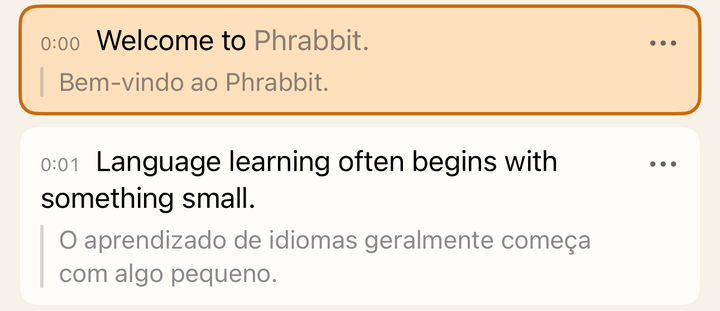 0:00 Welcome to Phrabbit.
Bem-vindo ao Phrabbit.
0:01 Language learning often begins with
something small.
O aprendizado de idiomas geralmente começa
com algo pequeno.